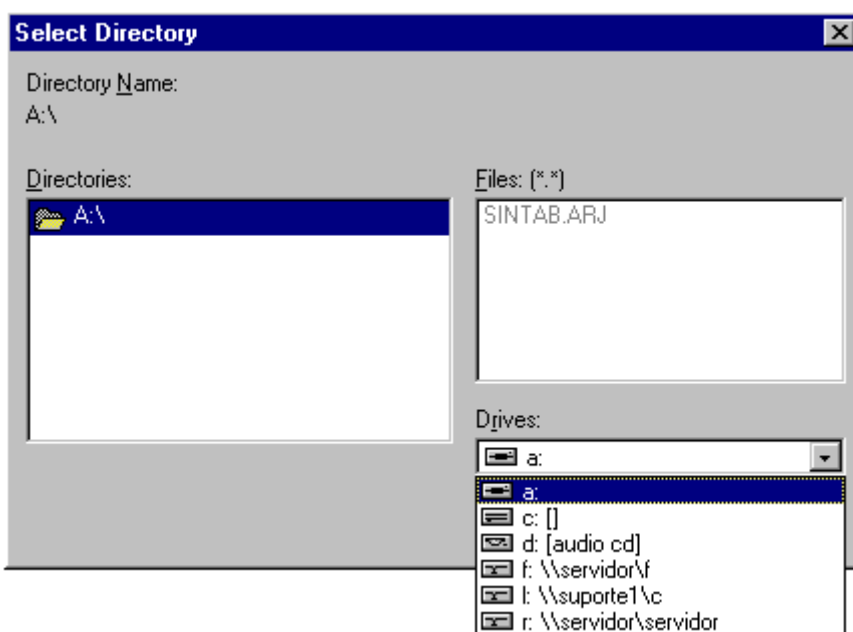 Select Directory
Directory Name:
A:\
Directories:
A:\
Files: (*.*)
SINTAB.ARJ
Drives:
a:
a:
c: []
d: [audio cd]
f: \\servidor\f
l: \\suporte1\c
r: \\servidor\servidor